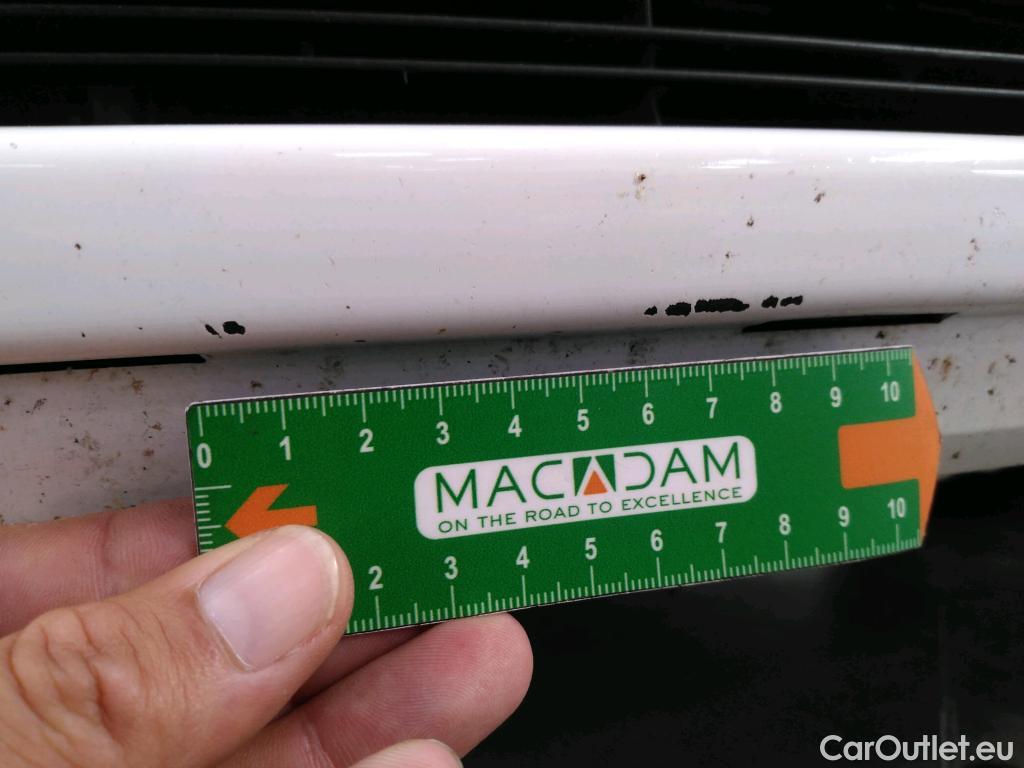 0 1 2 3 4 5 6 7 8 9 10
MACADAM
ON THE ROAD TO EXCELLENCE
2 3 4 5 6 7 8 9 10
CarOutlet.eu